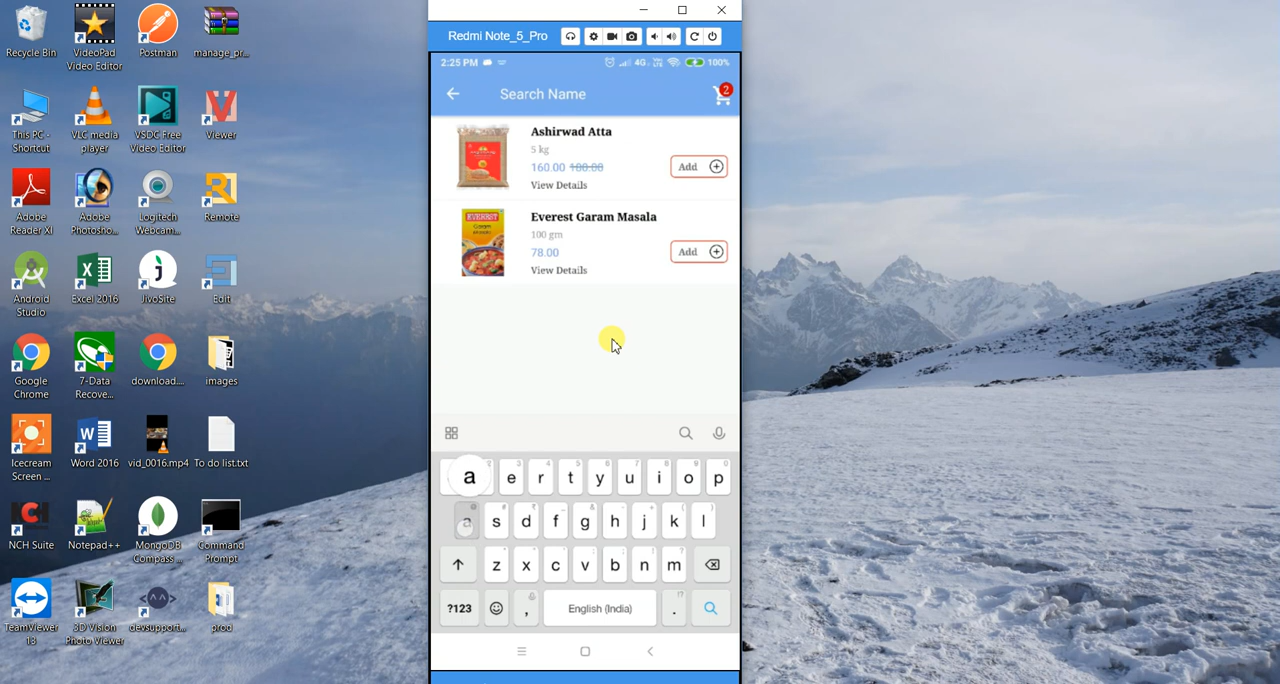 Recycle Bin
VideoPad
Video Editor
Postman
manage_pr...
This PC -
Shortcut
VLC media
player
VSDC Free
Video Editor
Viewer
Adobe
Reader XI
Adobe
Photosho...
Logitech
Webcam...
Remote
Android
Studio
Excel 2016
JivoSite
Edit
Google
Chrome
7-Data
Recove...
download....
images
Icecream
Screen ...
Word 2016
vid_0016.mp4
To do list.txt
NCH Suite
Notepad++
MongoDB
Compass ...
Command
Prompt
TeamViewer
13
3D Vision
Photo Viewer
devsupport...
prod
Redmi Note_5_Pro
2:25 PM
4G
100%
Search Name
2
Ashirwad Atta
5 kg
160.00
Add
View Details
Everest Garam Masala
EVEREST
100 gm
78.00
Add
View Details
a e r t y u i o p
a s d f g h j k l
z x c v b n m
?123 , English (India) .